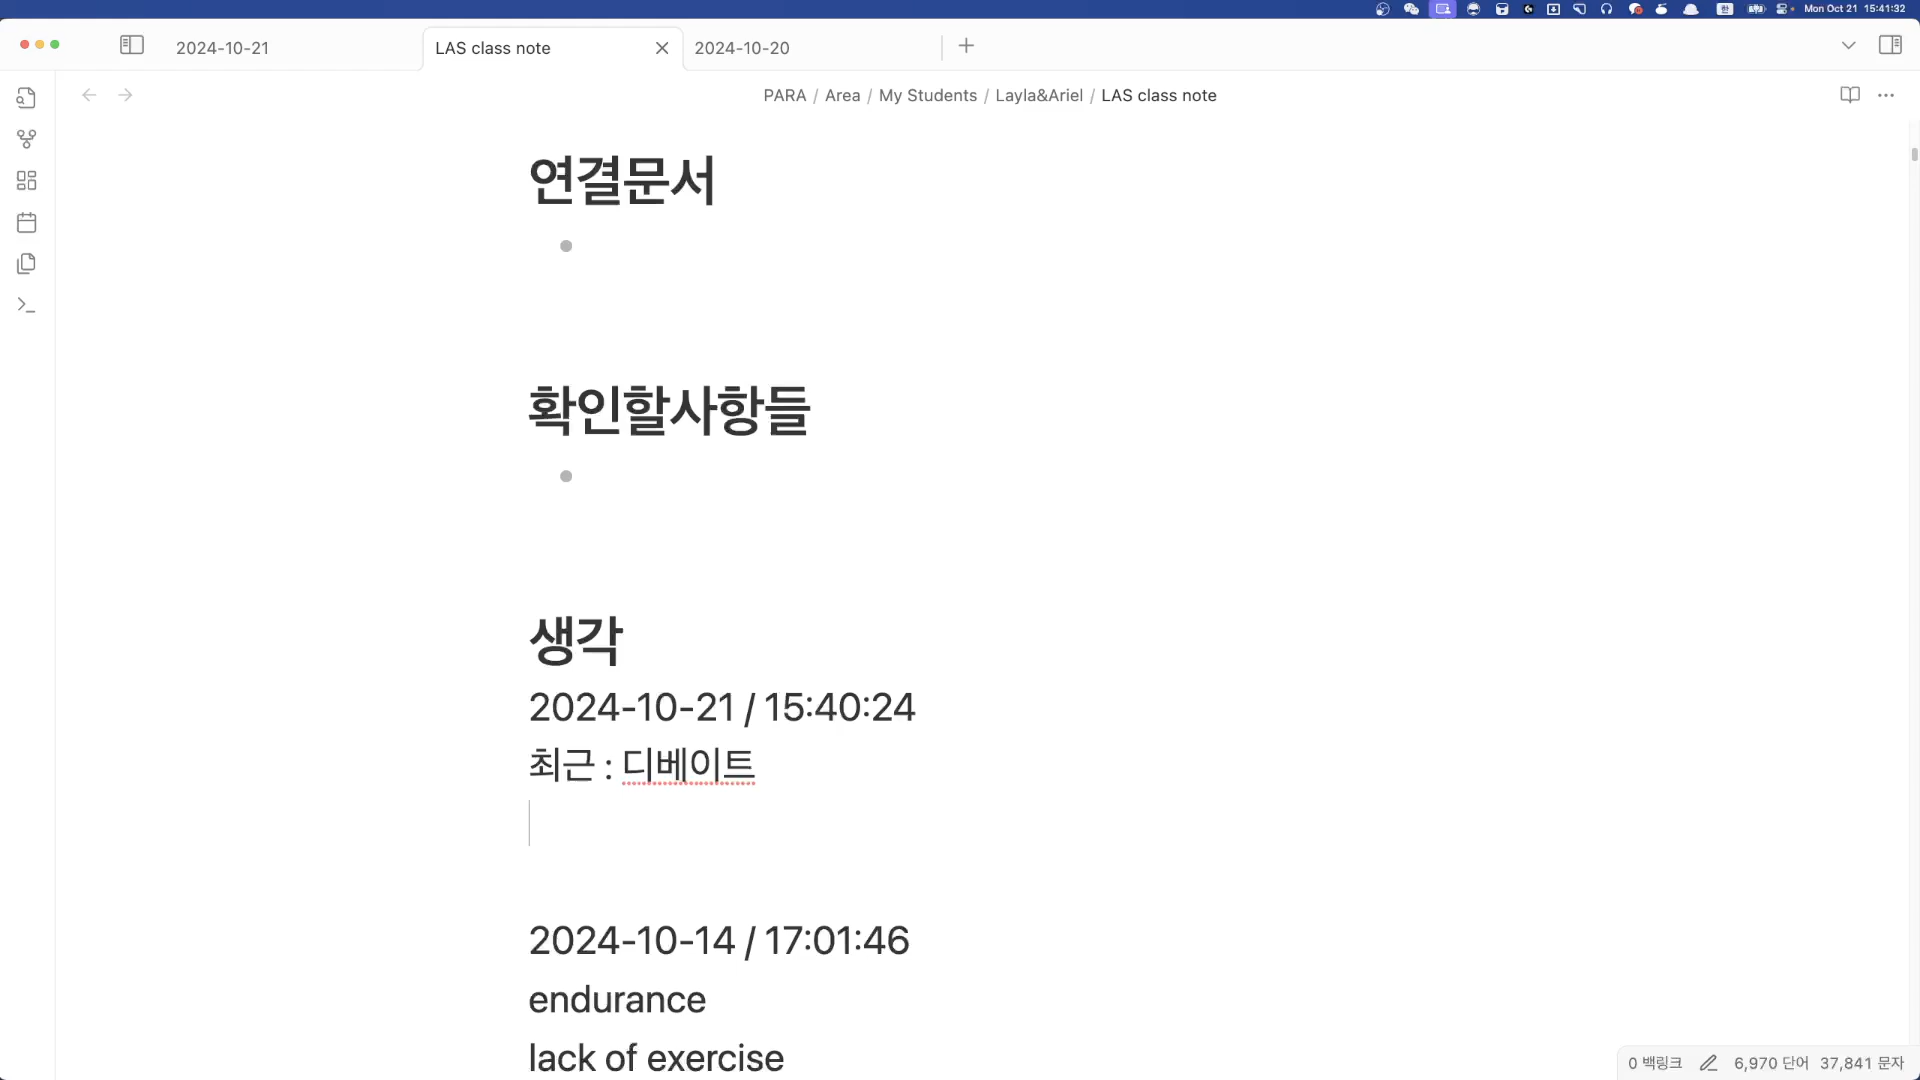 Mon Oct 21 15:41:32
2024-10-21
LAS class note
2024-10-20
PARA / Area / My Students / Layla&Ariel / LAS class note
연결문서
확인할사항들
생각
2024-10-21 / 15:40:24
최근 : 디베이트
2024-10-14 / 17:01:46
endurance
lack of exercise
0 백링크 6,970 단어 37,841 문자